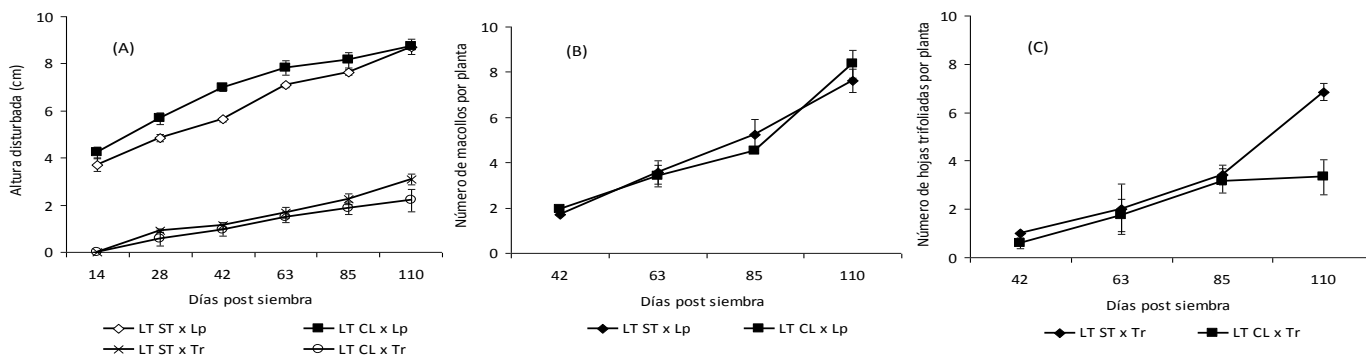 (A)
Altura disturbada (cm)
10
8
6
4
2
0
14 28 42 63 85 110
Días post siembra
LT ST x Lp LT CL x Lp
LT ST x Tr LT CL x Tr
(B)
Número de macollos por planta
10
8
6
4
2
0
42 63 85 110
Días post siembra
LT ST x Lp LT CL x Lp
(C)
Número de hojas trifoliadas por planta
10
8
6
4
2
0
42 63 85 110
Días post siembra
LT ST x Tr LT CL x Tr